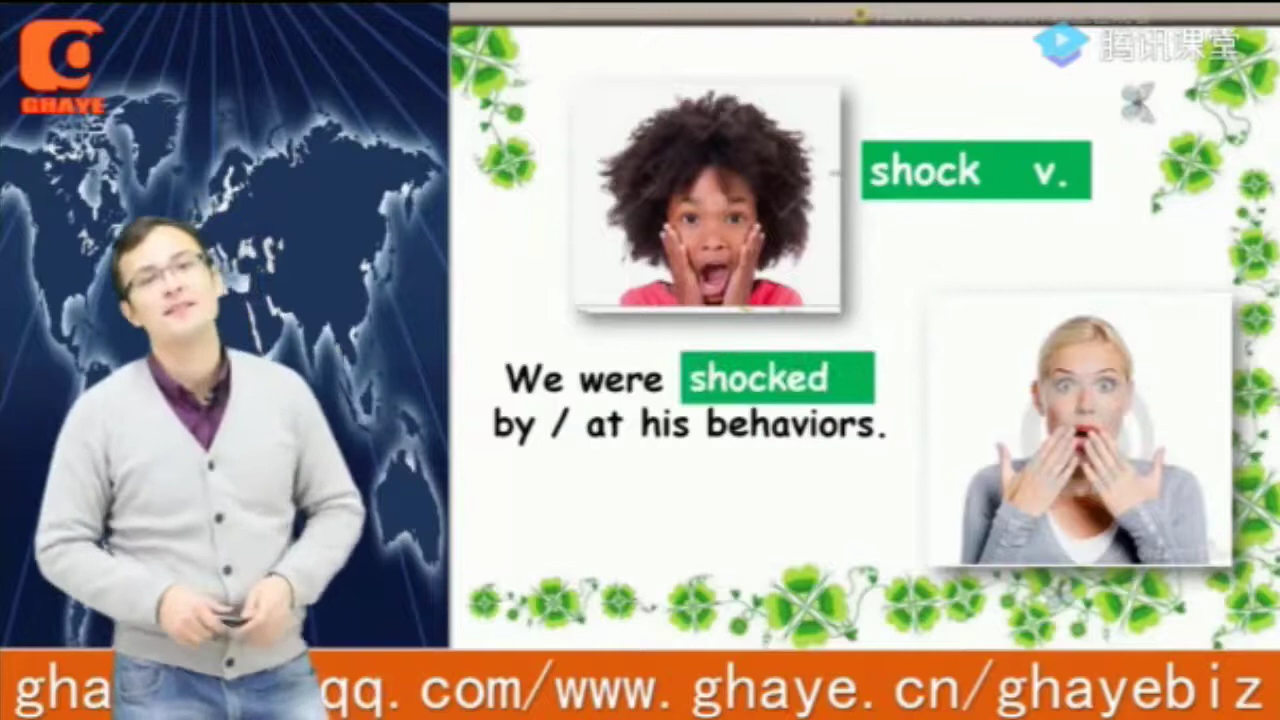 GHAYE
腾讯课堂
shock v.
We were shocked
by / at his behaviors.
gha qq. com/www. ghaye. cn/ghayebiz